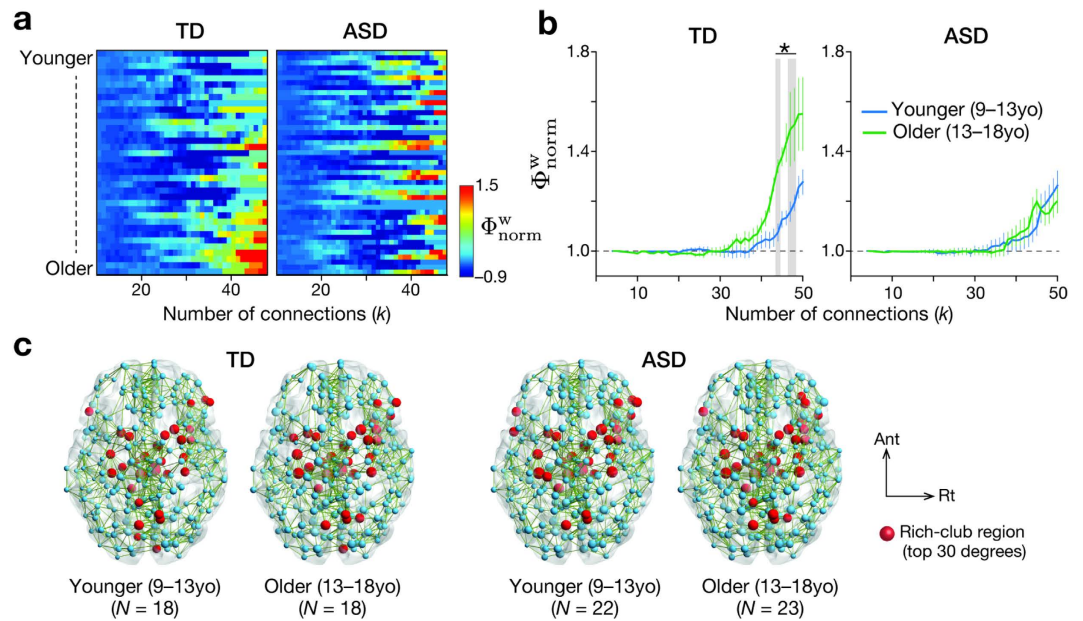 a
TD
ASD
Younger
Older
1.5
Φʷnorm
−0.9
20
40
20
40
Number of connections (k)
b
TD
ASD
*
1.8
1.4
1.0
Φʷnorm
10
30
50
Number of connections (k)
1.8
1.4
1.0
Younger (9–13yo)
Older (13–18yo)
10
30
50
c
TD
ASD
Younger (9–13yo)
(N = 18)
Older (13–18yo)
(N = 18)
Younger (9–13yo)
(N = 22)
Older (13–18yo)
(N = 23)
Ant
Rt
Rich-club region
(top 30 degrees)